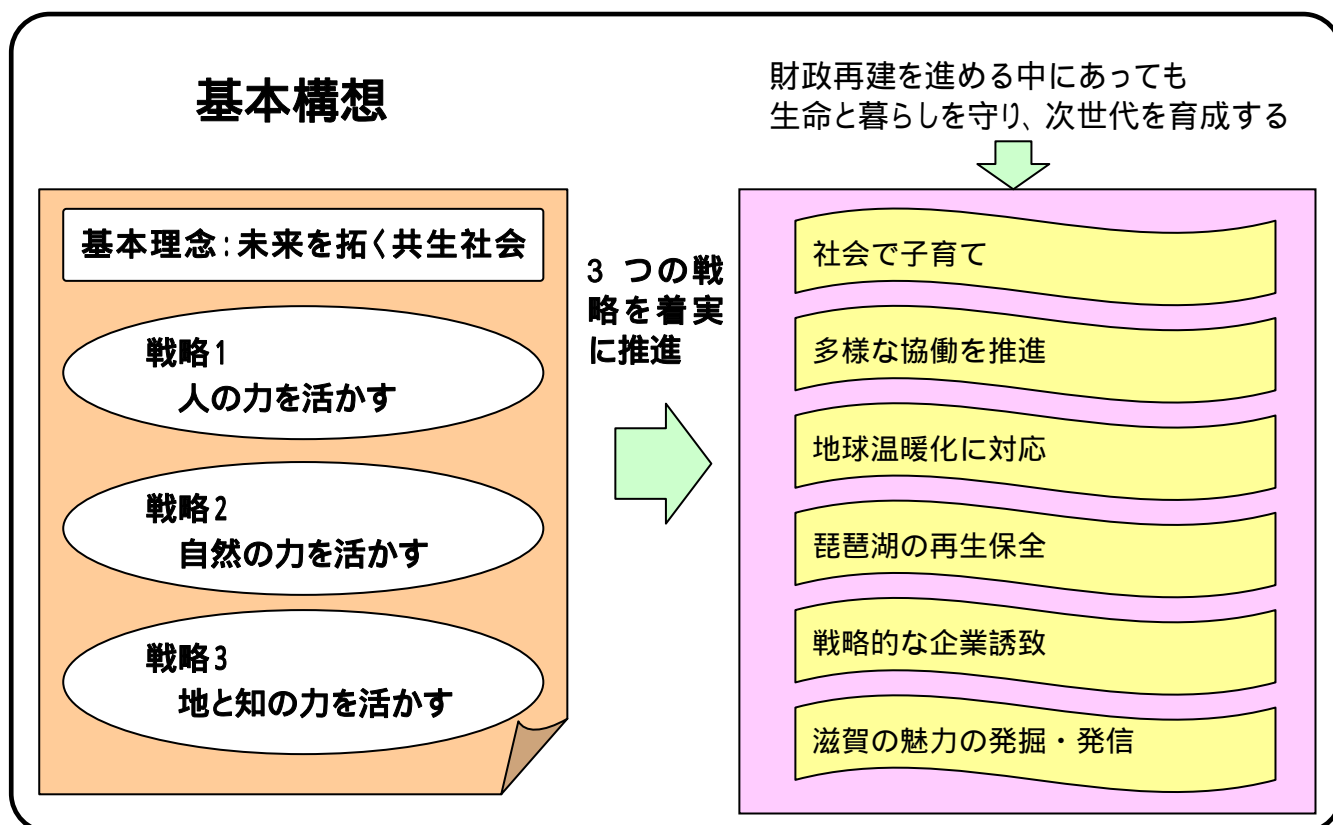 基本構想
財政再建を進める中にあっても
生命と暮らしを守り、次世代を育成する
基本理念:未来を拓く共生社会
戦略1
人の力を活かす
戦略2
自然の力を活かす
戦略3
地と知の力を活かす
3 つの戦
略を着実
に推進
社会で子育て
多様な協働を推進
地球温暖化に対応
琵琶湖の再生保全
戦略的な企業誘致
滋賀の魅力の発掘・発信